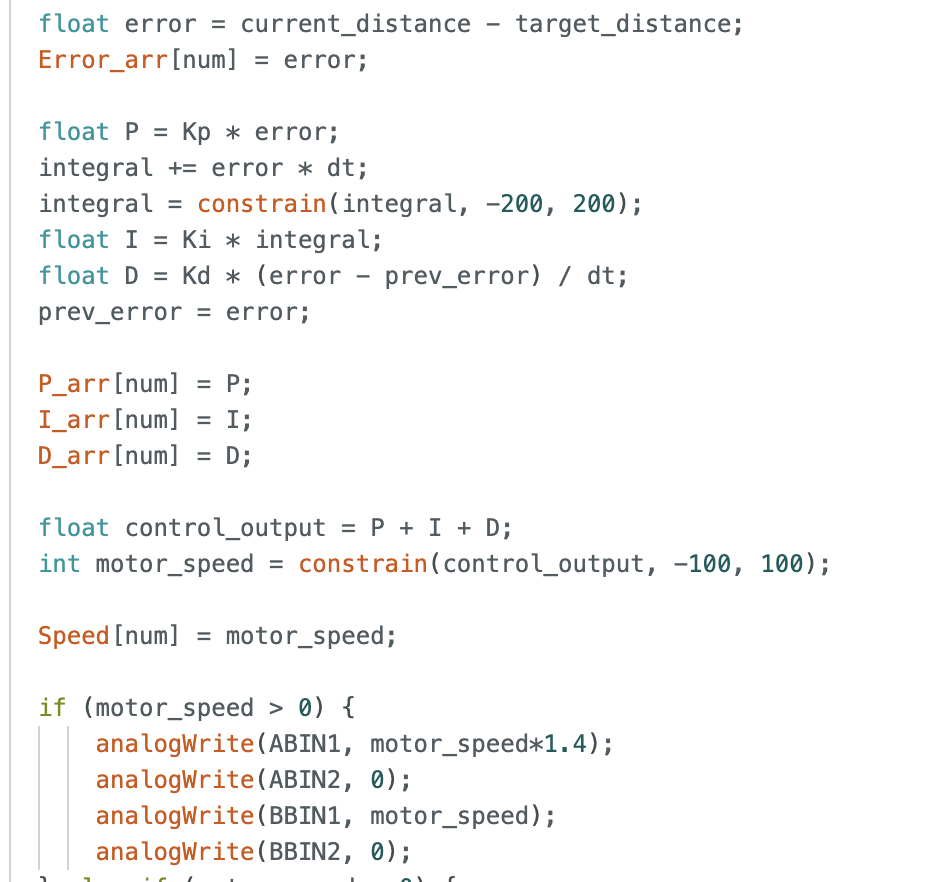 float error = current_distance - target_distance;
Error_arr[num] = error;
float P = Kp * error;
integral += error * dt;
integral = constrain(integral, -200, 200);
float I = Ki * integral;
float D = Kd * (error - prev_error) / dt;
prev_error = error;
P_arr[num] = P;
I_arr[num] = I;
D_arr[num] = D;
float control_output = P + I + D;
int motor_speed = constrain(control_output, -100, 100);
Speed[num] = motor_speed;
if (motor_speed > 0) {
analogWrite(ABIN1, motor_speed*1.4);
analogWrite(ABIN2, 0);
analogWrite(BBIN1, motor_speed);
analogWrite(BBIN2, 0);